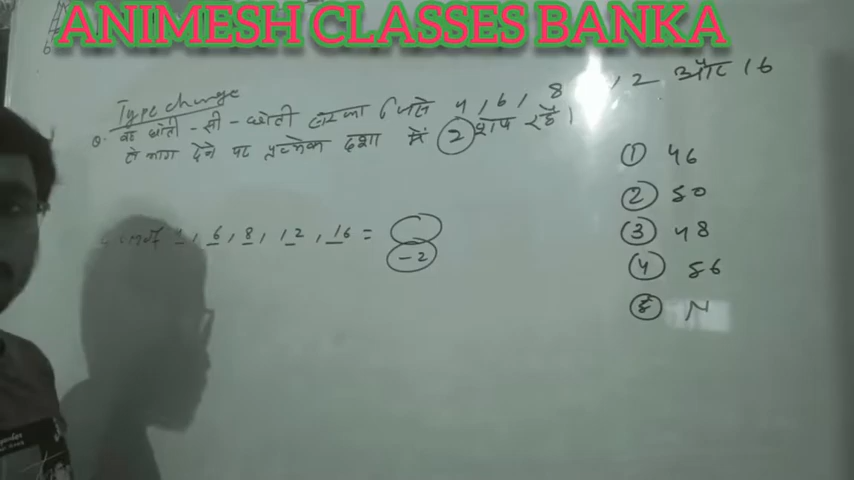 ANIMESH CLASSES BANKA
Type change
Q. वह छोटी-सी-छोटी संख्या जिसे 4, 6, 8, 12 और 16
से भाग देने पर प्रत्येक दशा में 2 शेष रहे।
① 46
② 50
③ 48
④ 56
⑤ N
4, 6, 8, 12, 16 =
-2